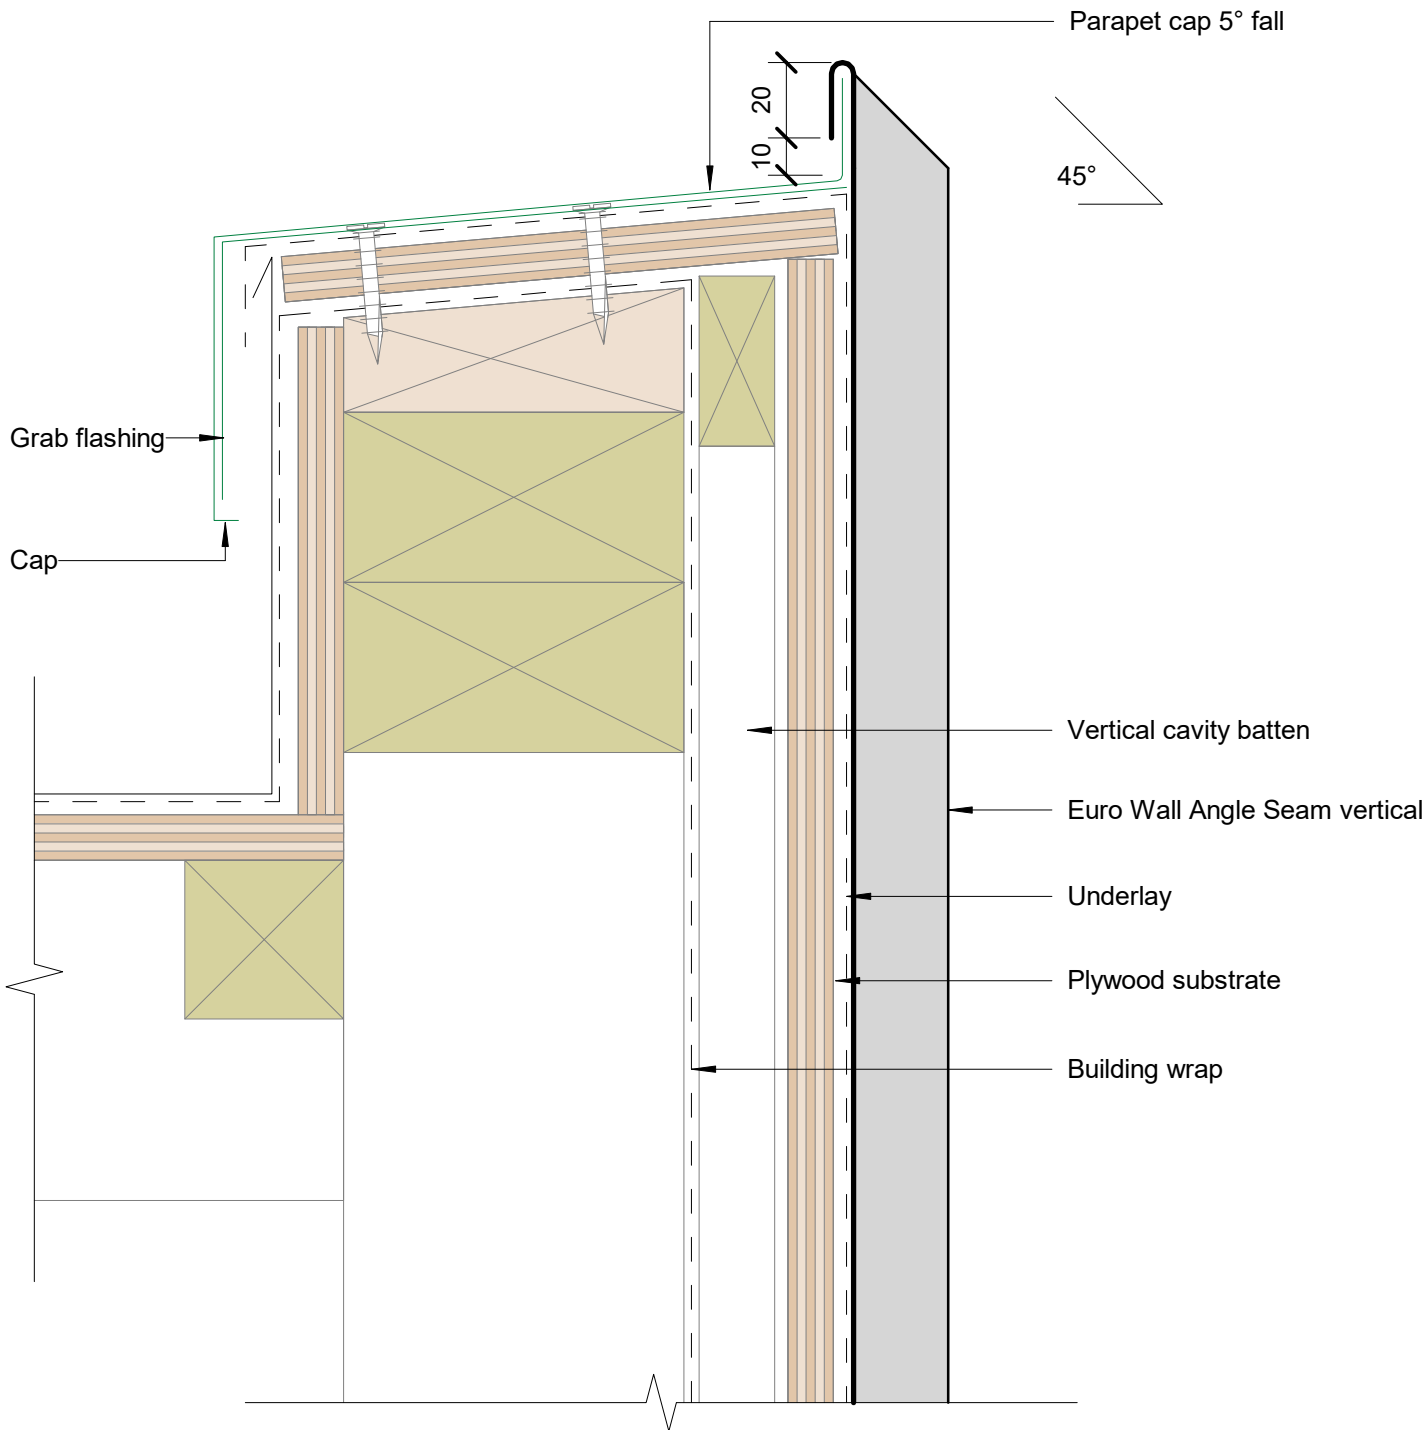 Parapet cap 5° fall
20
10
45°
Grab flashing
Cap
Vertical cavity batten
Euro Wall Angle Seam vertical
Underlay
Plywood substrate
Building wrap